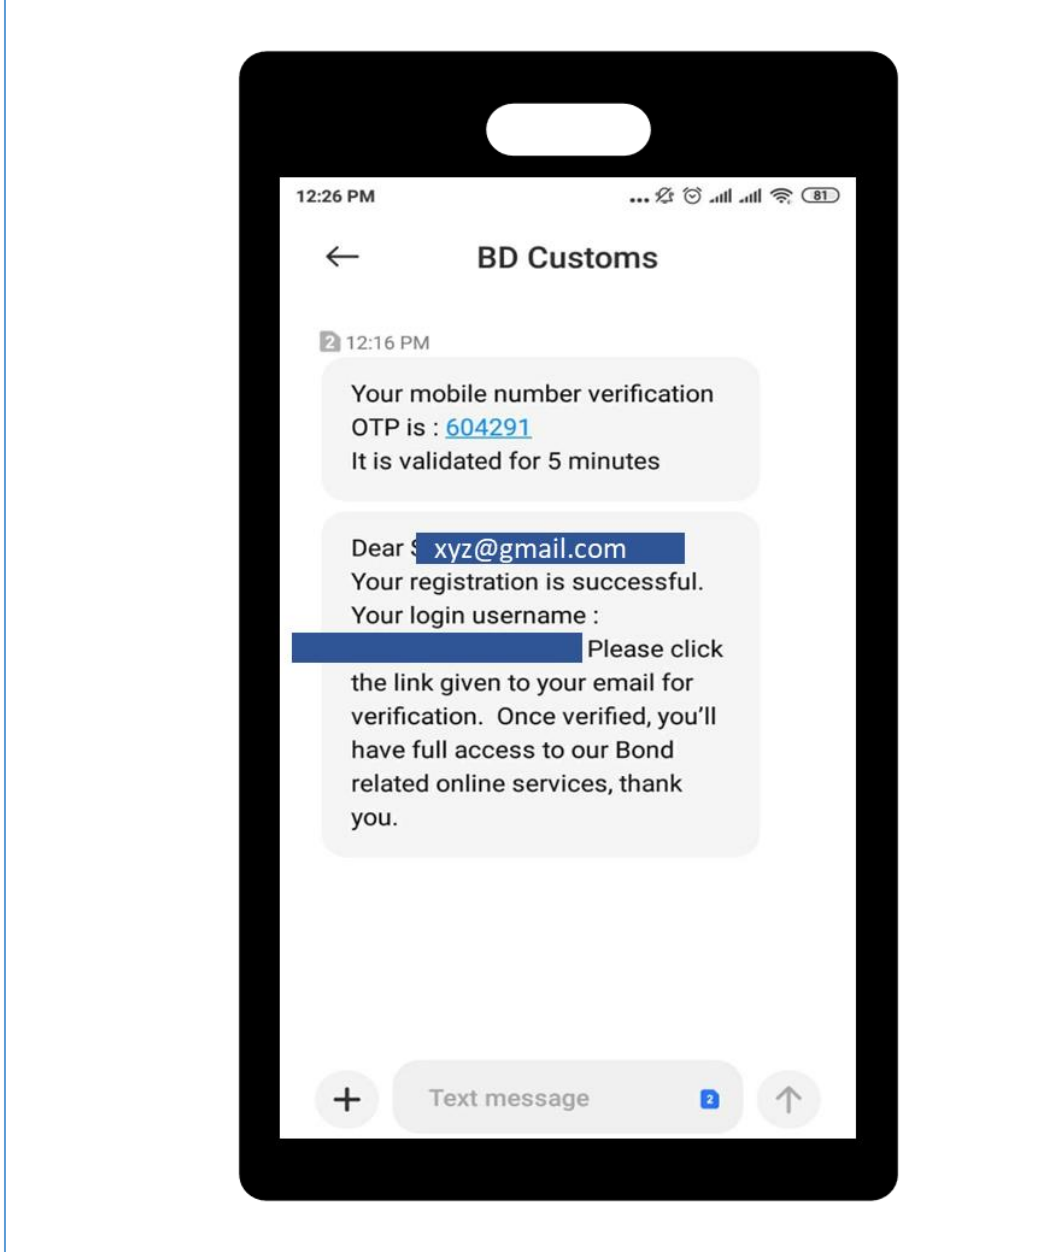 12:26 PM
81
BD Customs
2 12:16 PM
Your mobile number verification
OTP is : 604291
It is validated for 5 minutes
Dear xyz@gmail.com
Your registration is successful.
Your login username :
Please click
the link given to your email for
verification.  Once verified, you’ll
have full access to our Bond
related online services, thank
you.
Text message
2